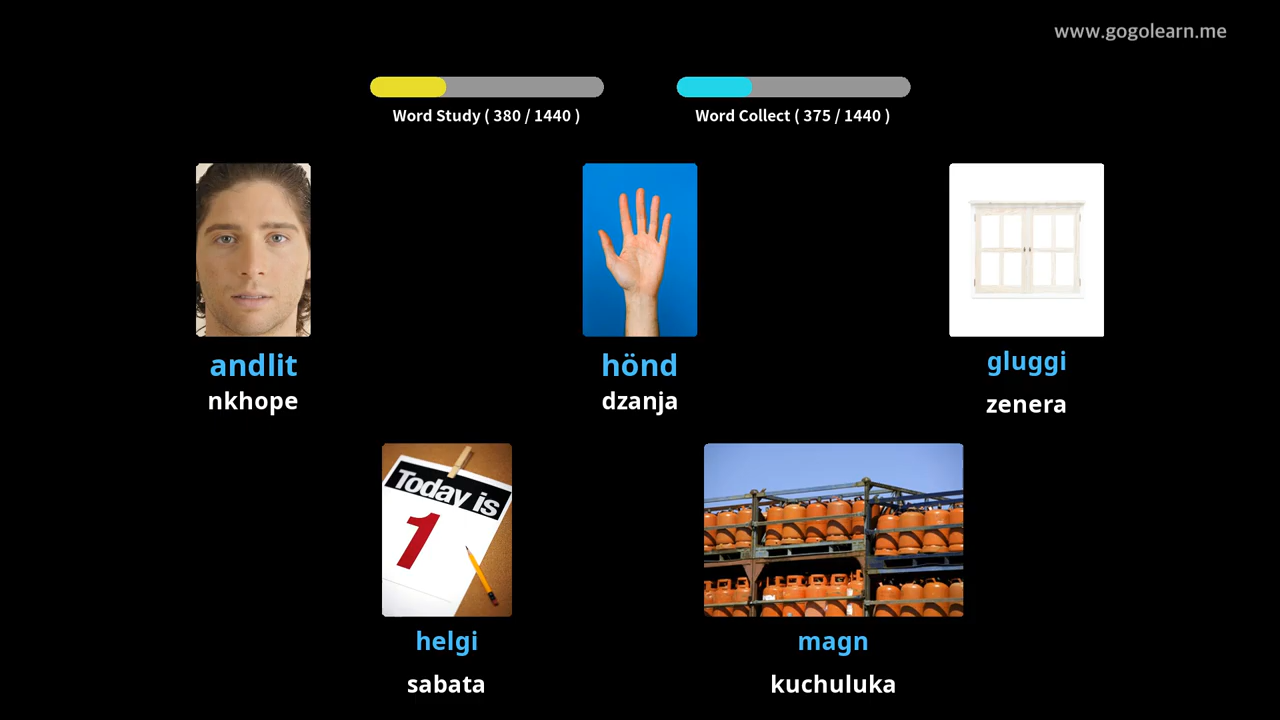 www.gogolearn.me
Word Study ( 380 / 1440 )
Word Collect ( 375 / 1440 )
andlit
nkhope
hönd
dzanja
gluggi
zenera
Today is
1
helgi
sabata
magn
kuchuluka